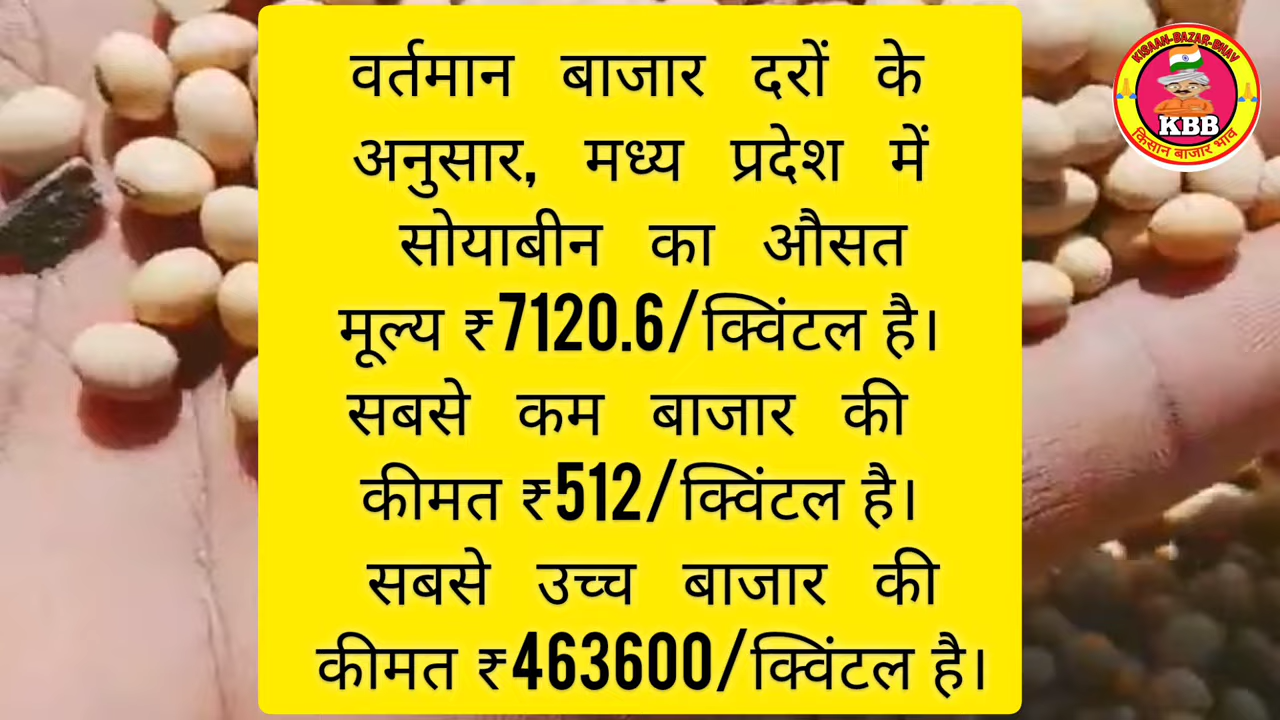 वर्तमान बाजार दरों के
अनुसार, मध्य प्रदेश में
सोयाबीन का औसत
मूल्य ₹7120.6/क्विंटल है।
सबसे कम बाजार की
कीमत ₹512/क्विंटल है।
सबसे उच्च बाजार की
कीमत ₹463600/क्विंटल है।
KISAAN-BAZAR-BHAV
KBB
किसान बाजार भाव